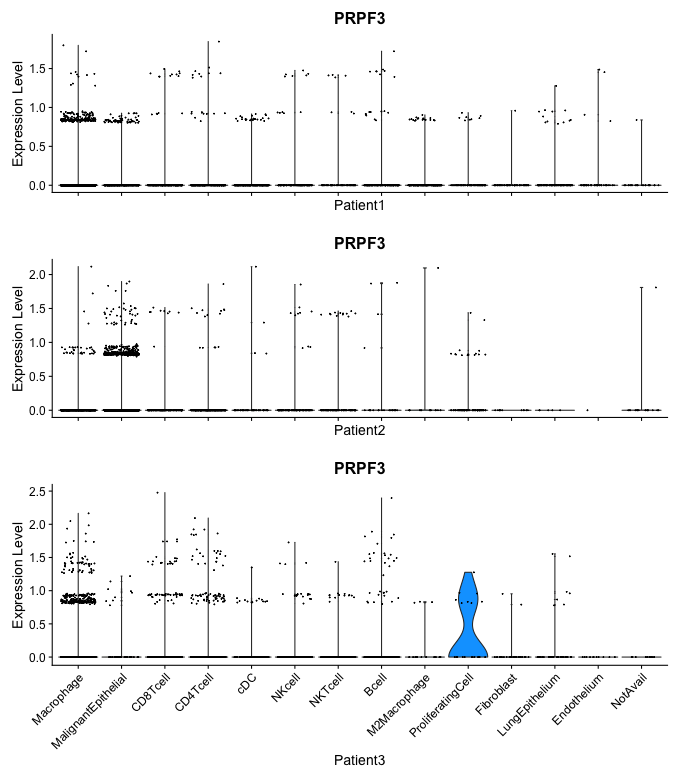 PRPF3
Expression Level
1.5
1.0
0.5
0.0
Patient1
PRPF3
Expression Level
2.0
1.5
1.0
0.5
0.0
Patient2
PRPF3
Expression Level
2.5
2.0
1.5
1.0
0.5
0.0
Macrophage
MalignantEpithelial
CD8Tcell
CD4Tcell
cDC
NKcell
NKTcell
Bcell
M2Macrophage
ProliferatingCell
Fibroblast
LungEpithelium
Endothelium
NotAvail
Patient3